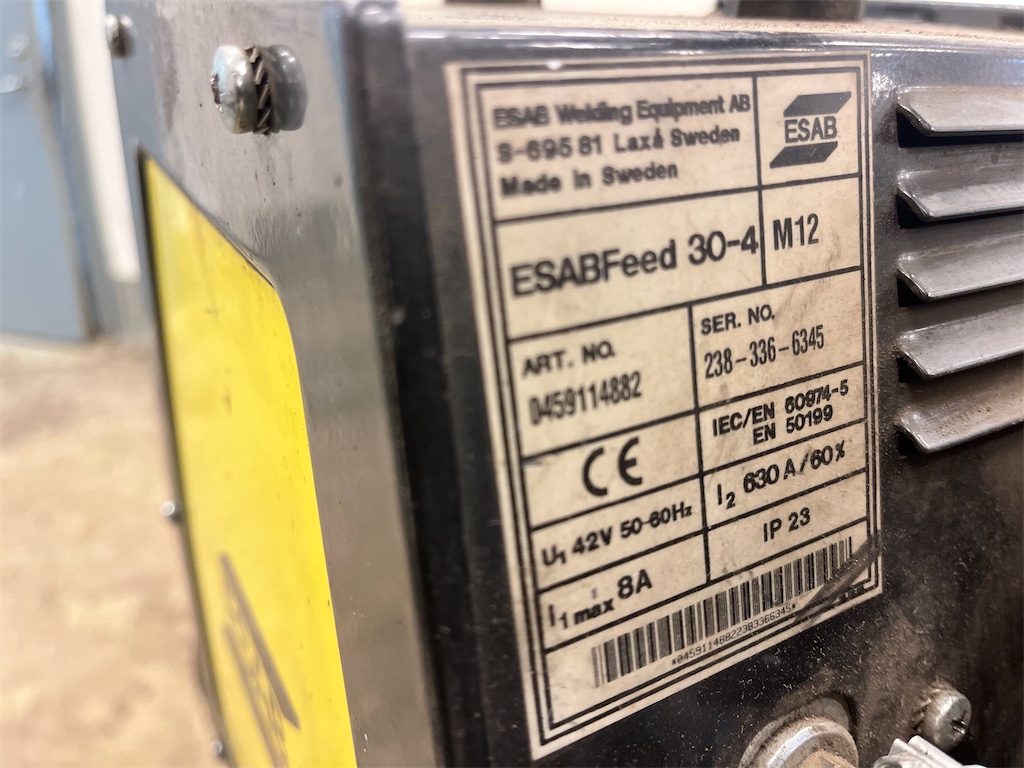 ESAB Welding Equipment AB
S-695 81 Laxå Sweden
Made in Sweden
ESAB
ESABFeed 30-4
M12
ART. NO.
0459114882
SER. NO.
238-336-6345
CE
IEC/EN 60974-5
EN 50199
U₁ 42V 50-60Hz
I₂ 630 A/60%
I₁ max 8A
IP 23
*04591148822383366345*